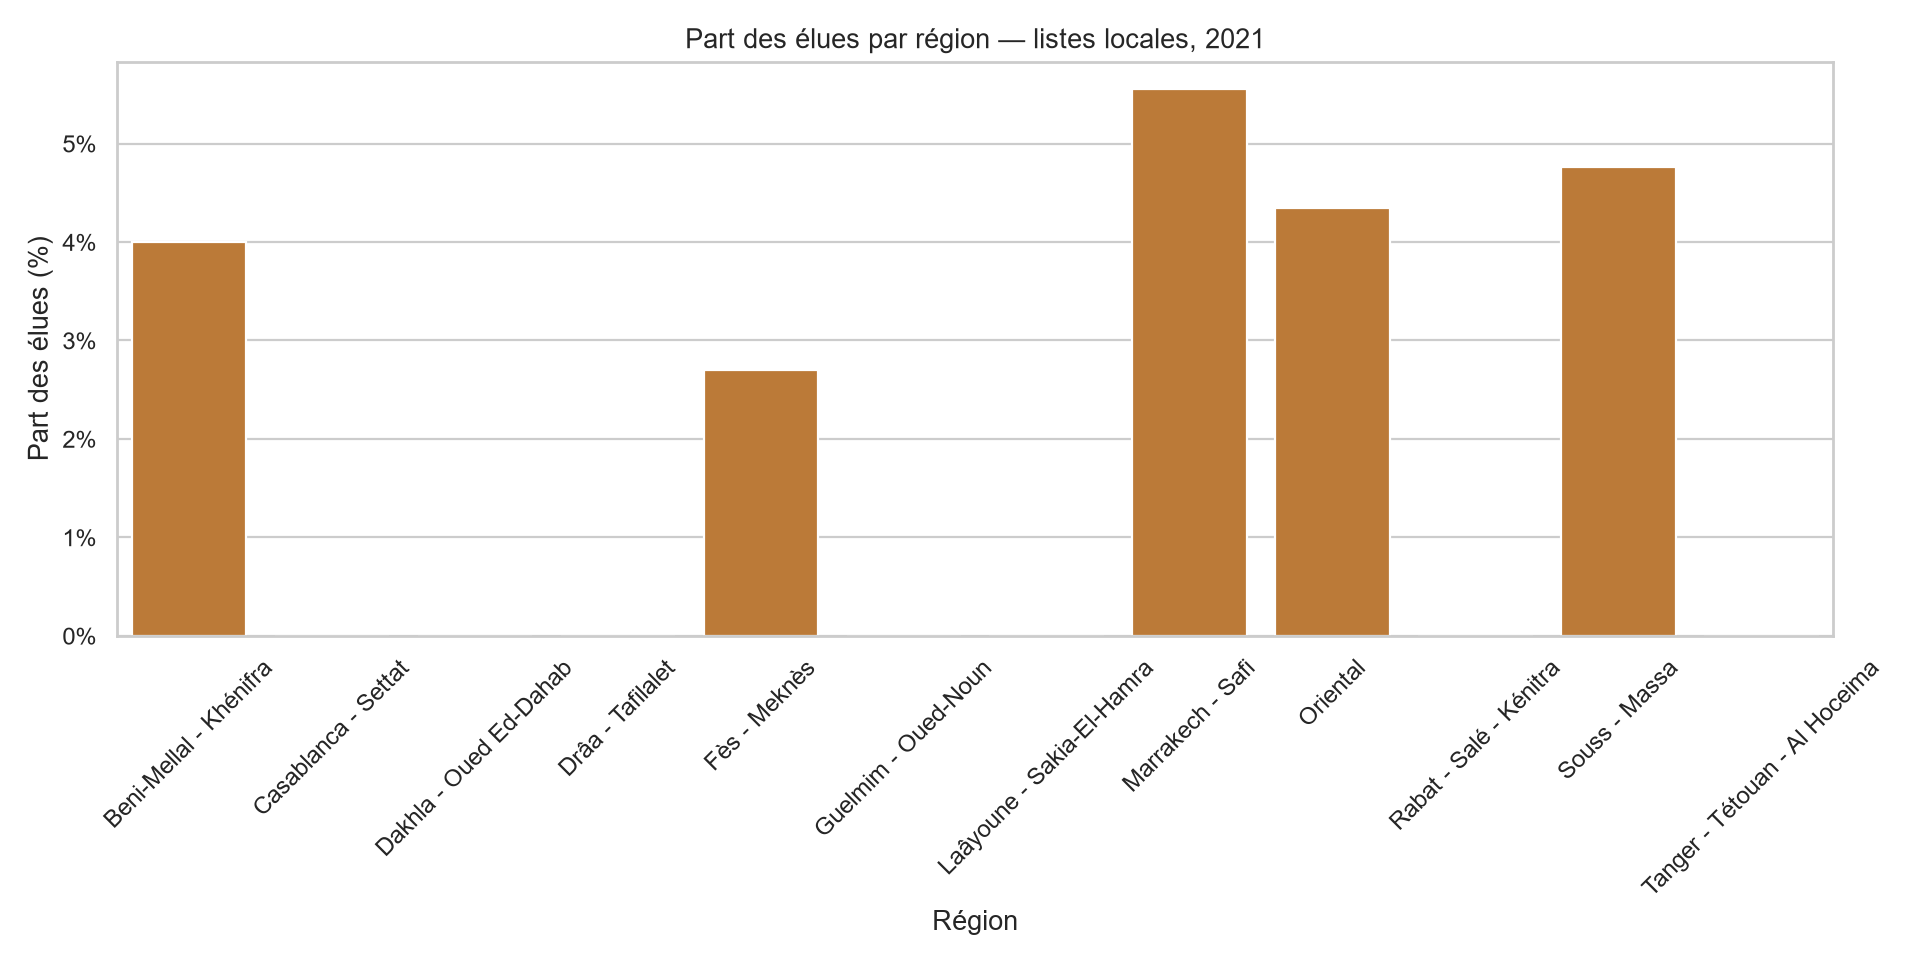 Part des élues par région — listes locales, 2021
Part des élues (%)
5%
4%
3%
2%
1%
0%
Beni-Mellal - Khénifra
Casablanca - Settat
Dakhla - Oued Ed-Dahab
Drâa - Tafilalet
Fès - Meknès
Guelmim - Oued-Noun
Laâyoune - Sakia-El-Hamra
Marrakech - Safi
Oriental
Rabat - Salé - Kénitra
Souss - Massa
Tanger - Tétouan - Al Hoceima
Région